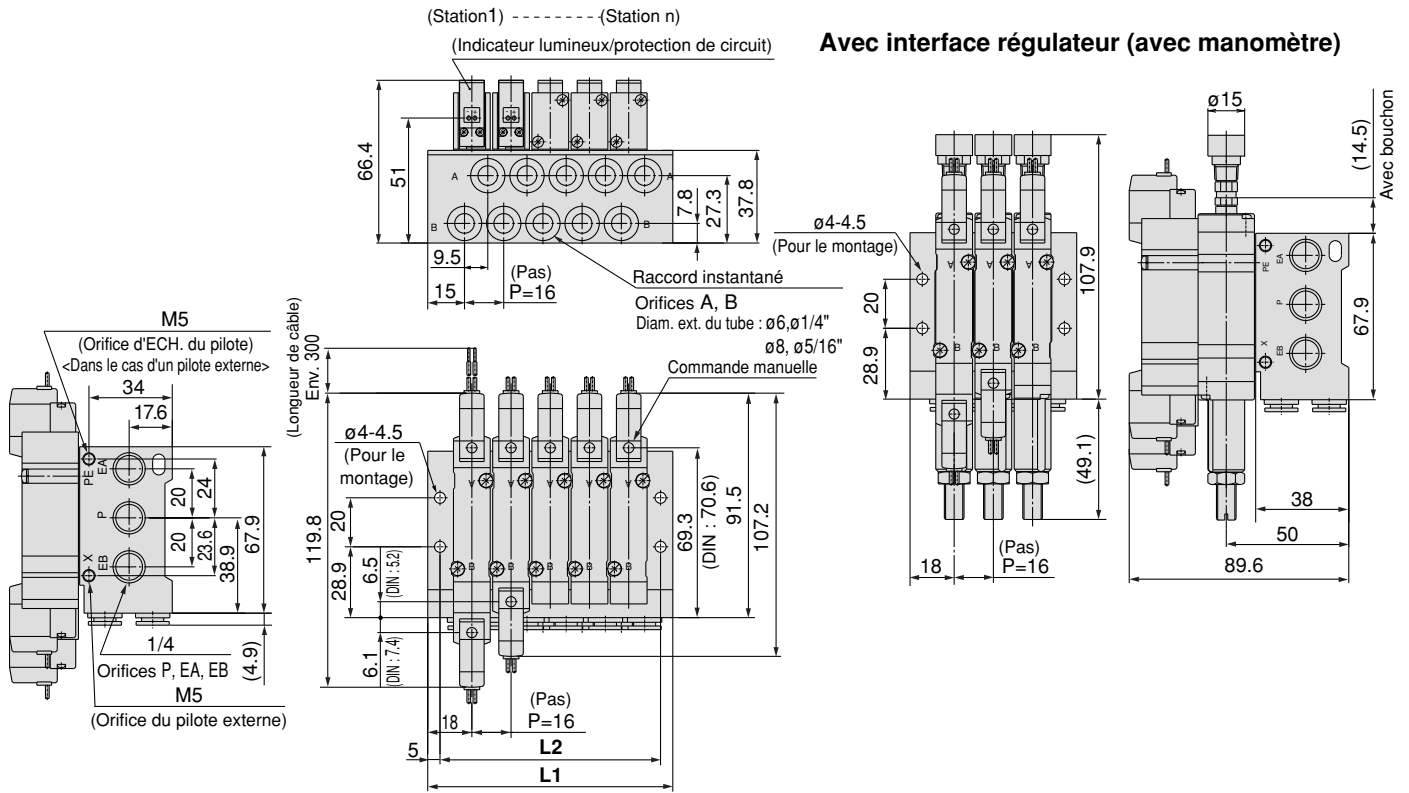 (Station1) ---------(Station n)
(Indicateur lumineux/protection de circuit)
Avec interface régulateur (avec manomètre)
66.4
51
A
A
B
B
7.8
27.3
37.8
9.5
15
(Pas)
P=16
Raccord instantané
Orifices A, B
Diam. ext. du tube : ø6,ø1/4"
ø8, ø5/16"
Commande manuelle
M5
(Orifice d'ECH. du pilote)
<Dans le cas d'un pilote externe>
34
17.6
PE
EA
P
X
EB
20
20
24
23.6
38.9
67.9
(4.9)
1/4
Orifices P, EA, EB
M5
(Orifice du pilote externe)
(Longueur de câble)
Env. 300
ø4-4.5
(Pour le
montage)
119.8
20
28.9
6.5
(DIN : 5.2)
6.1
(DIN : 7.4)
A
A
A
A
A
B
B
B
B
B
69.3
(DIN : 70.6)
91.5
107.2
18
(Pas)
P=16
5
L2
L1
ø4-4.5
(Pour le montage)
20
28.9
A
A
A
B
B
B
107.9
(49.1)
18
(Pas)
P=16
ø15
(14.5)
Avec bouchon
PE
EA
P
X
EB
67.9
38
50
89.6